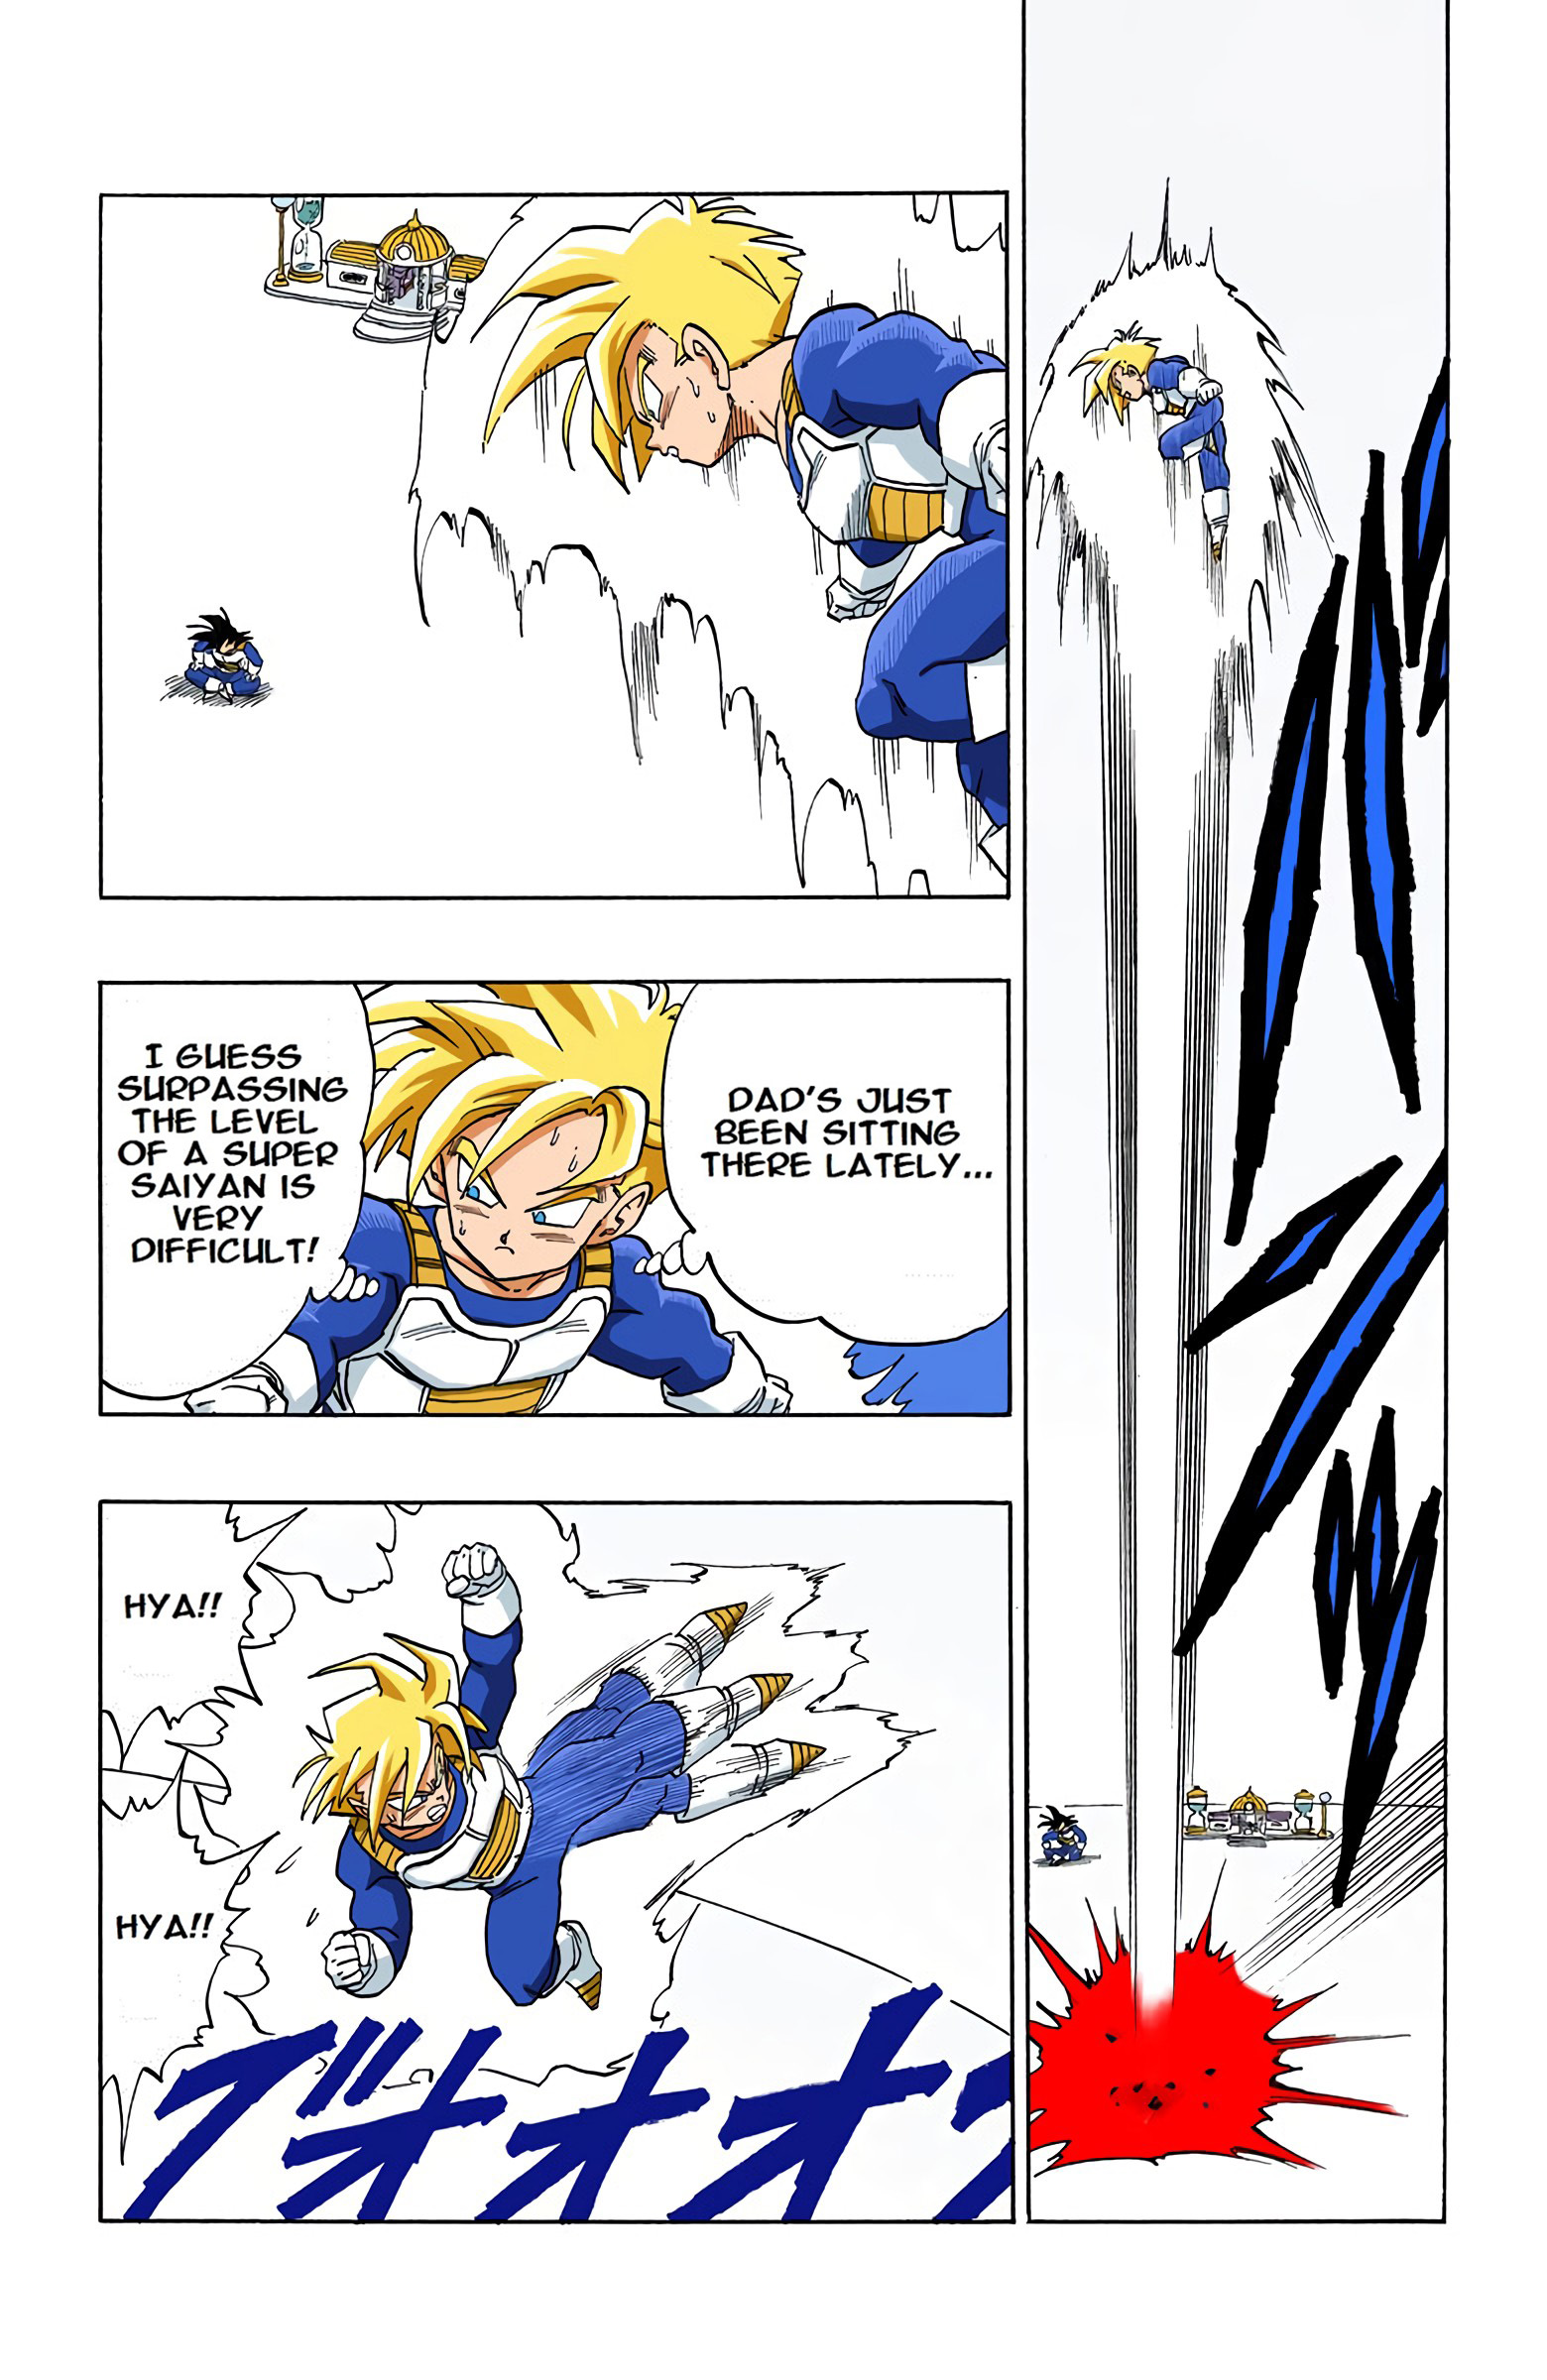 DAD'S JUST
BEEN SITTING
THERE LATELY...
I GUESS
SURPASSING
THE LEVEL
OF A SUPER
SAIYAN IS
VERY
DIFFICULT!
HYA!!
HYA!!
ブオオオ